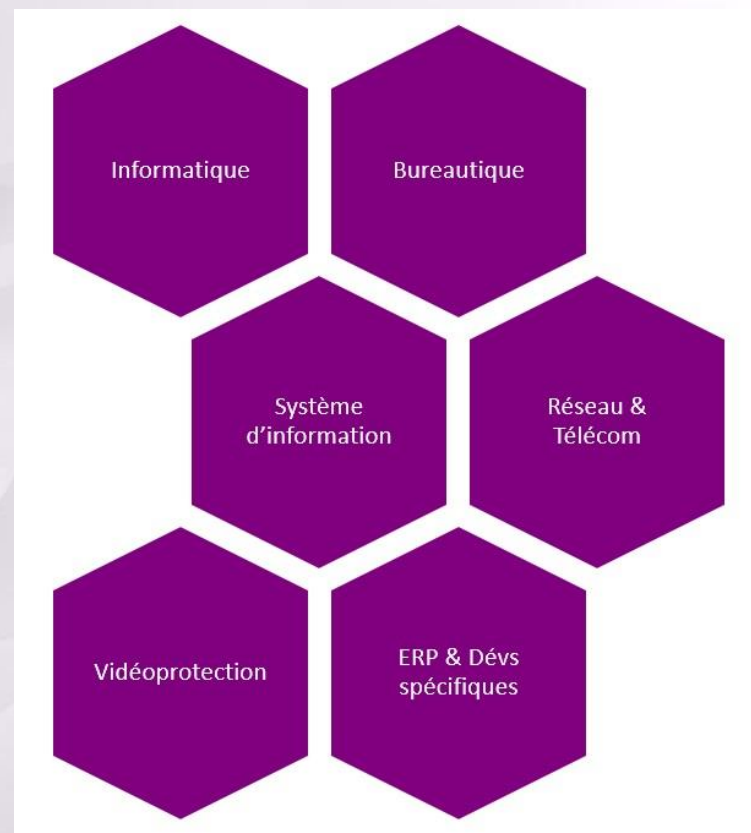 Informatique
Bureautique
Système
d’information
Réseau &
Télécom
Vidéoprotection
ERP & Dévs
spécifiques